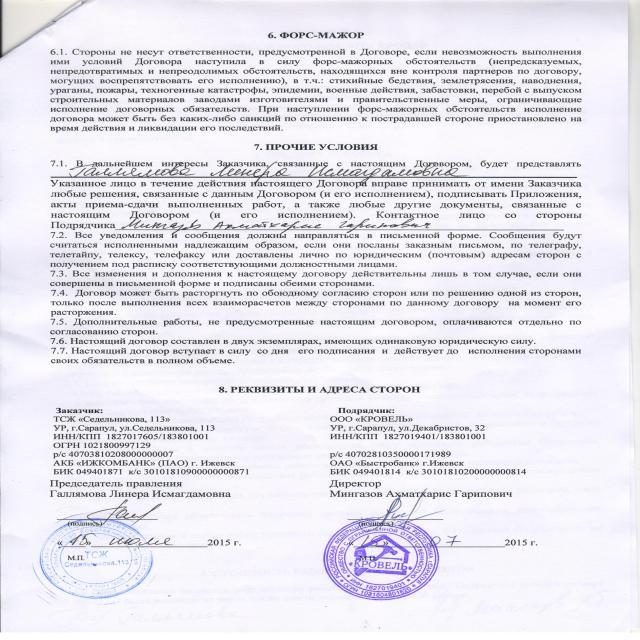 6. ФОРС-МАЖОР
6.1. Стороны не несут ответственности, предусмотренной в Договоре, если невозможность выполнения
ими условий Договора наступила в силу форс-мажорных обстоятельств (непредсказуемых,
непредотвратимых и непреодолимых обстоятельств, находящихся вне контроля партнеров по договору,
могущих воспрепятствовать его исполнению), в т.ч.: стихийные бедствия, землетрясения, наводнения,
ураганы, пожары, техногенные катастрофы, эпидемии, военные действия, забастовки, перебой с выпуском
строительных материалов заводами изготовителями и правительственные меры, ограничивающие
исполнение договорных обязательств. При наступлении форс-мажорных обстоятельств исполнение
договора может быть без каких-либо санкций по отношению к пострадавшей стороне приостановлено на
время действия и ликвидации его последствий.
7. ПРОЧИЕ УСЛОВИЯ
7.1. В дальнейшем интересы Заказчика, связанные с настоящим Договором, будет представлять
Галлямова Линера Исмагдамовна
Указанное лицо в течение действия настоящего Договора вправе принимать от имени Заказчика
любые решения, связанные с данным Договором (и его исполнением), подписывать Приложения,
акты приема-сдачи выполненных работ, а также любые другие документы, связанные с
настоящим Договором (и его исполнением). Контактное лицо со стороны
Подрядчика Мингазов Ахматхарис Гарипович
7.2. Все уведомления и сообщения должны направляться в письменной форме. Сообщения будут
считаться исполненными надлежащим образом, если они посланы заказным письмом, по телеграфу,
телетайпу, телексу, телефаксу или доставлены лично по юридическим (почтовым) адресам сторон с
получением под расписку соответствующими должностными лицами.
7.3. Все изменения и дополнения к настоящему договору действительны лишь в том случае, если они
совершены в письменной форме и подписаны обеими сторонами.
7.4. Договор может быть расторгнуть по обоюдному согласию сторон или по решению одной из сторон,
только после выполнения всех взаиморасчетов между сторонами по данному договору на момент его
расторжения.
7.5. Дополнительные работы, не предусмотренные настоящим договором, оплачиваются отдельно по
согласованию сторон.
7.6. Настоящий договор составлен в двух экземплярах, имеющих одинаковую юридическую силу.
7.7. Настоящий договор вступает в силу со дня его подписания и действует до исполнения сторонами
своих обязательств в полном объеме.
8. РЕКВИЗИТЫ И АДРЕСА СТОРОН
Заказчик:
ТСЖ «Седельникова, 113»
УР, г.Сарапул, ул.Седельникова, 113
ИНН/КПП 1827017605/183801001
ОГРН 1021800997129
р/с 40703810208000000007
АКБ «ИЖКОМБАНК» (ПАО) г. Ижевск
БИК 049401871 к/с 30101810900000000871
Председатель правления
Галлямова Линера Исмагдамовна
(подпись)
«15» июля 2015 г.
М.П.
ТСЖ
Седельникова, 113
Подрядчик:
ООО «КРОВЕЛЬ»
УР, г.Сарапул, ул.Декабристов, 32
ИНН/КПП 1827019401/183801001
р/с 40702810350000171989
ОАО «Быстробанк» г.Ижевск
БИК 049401814 к/с 30101810200000000814
Директор
Мингазов Ахматхарис Гарипович
(подпись)
07 2015 г.
М.П.
КРОВЕЛЬ
ИНН 1827019401